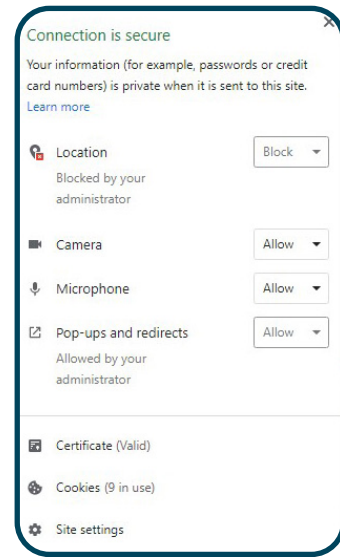 Connection is secure
Your information (for example, passwords or credit
card numbers) is private when it is sent to this site.
Learn more
Location
Block
Blocked by your
administrator
Camera
Allow
Microphone
Allow
Pop-ups and redirects
Allow
Allowed by your
administrator
Certificate (Valid)
Cookies (9 in use)
Site settings